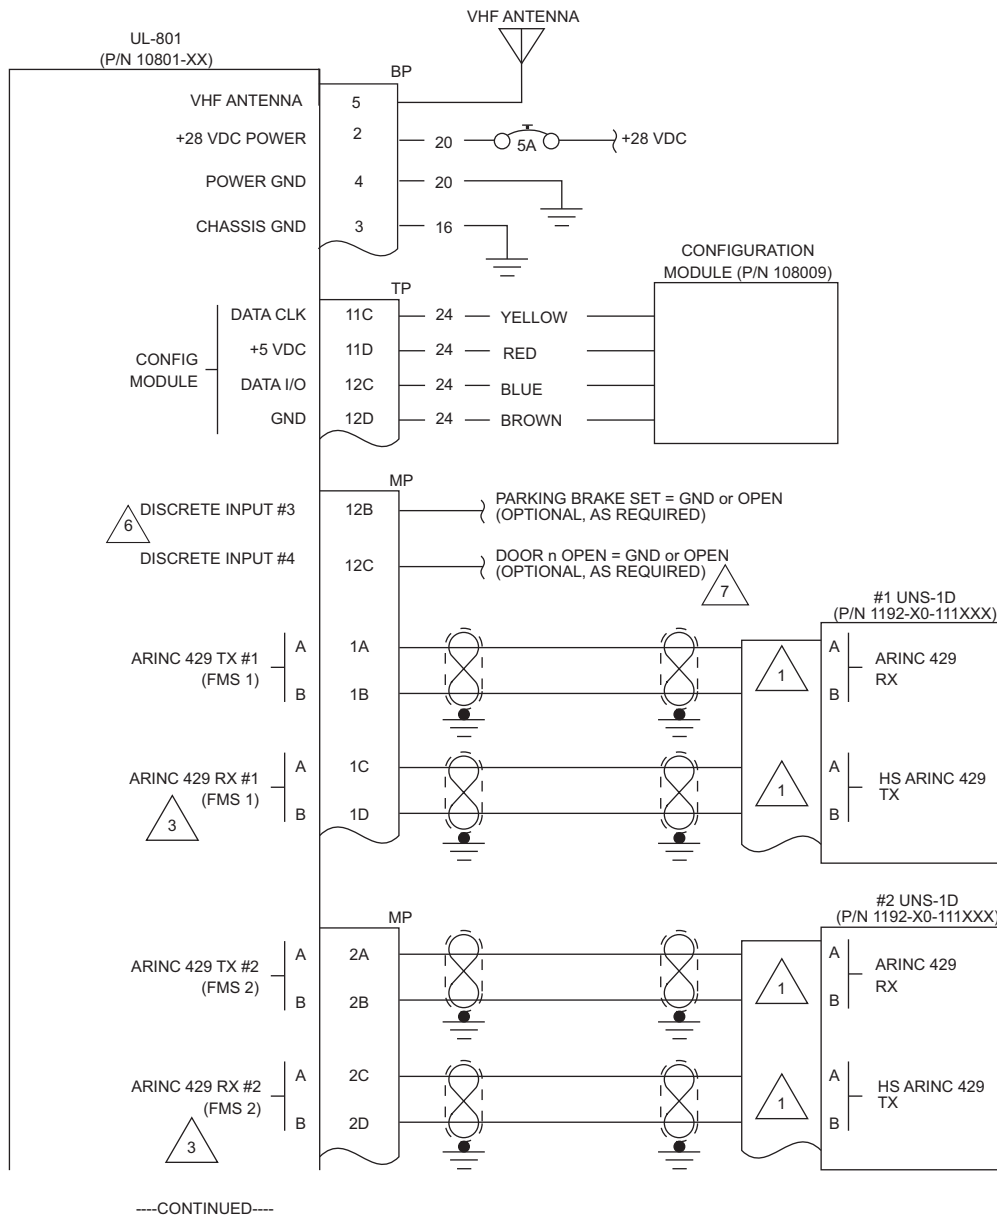 VHF ANTENNA
UL-801
(P/N 10801-XX)
BP
VHF ANTENNA 5
+28 VDC POWER 2 20 5A +28 VDC
POWER GND 4 20
CHASSIS GND 3 16
CONFIGURATION
MODULE (P/N 108009)
TP
DATA CLK 11C 24 YELLOW
+5 VDC 11D 24 RED
CONFIG
MODULE
DATA I/O 12C 24 BLUE
GND 12D 24 BROWN
MP
6 DISCRETE INPUT #3 12B PARKING BRAKE SET = GND or OPEN
(OPTIONAL, AS REQUIRED)
DISCRETE INPUT #4 12C DOOR n OPEN = GND or OPEN
(OPTIONAL, AS REQUIRED)
7
#1 UNS-1D
(P/N 1192-X0-111XXX)
ARINC 429 TX #1
(FMS 1)
A 1A 1 A
B 1B B
ARINC 429
RX
ARINC 429 RX #1
(FMS 1)
3
A 1C 1 A
B 1D B
HS ARINC 429
TX
#2 UNS-1D
(P/N 1192-X0-111XXX)
MP
ARINC 429 TX #2
(FMS 2)
A 2A 1 A
B 2B B
ARINC 429
RX
ARINC 429 RX #2
(FMS 2)
3
A 2C 1 A
B 2D B
HS ARINC 429
TX
----CONTINUED----